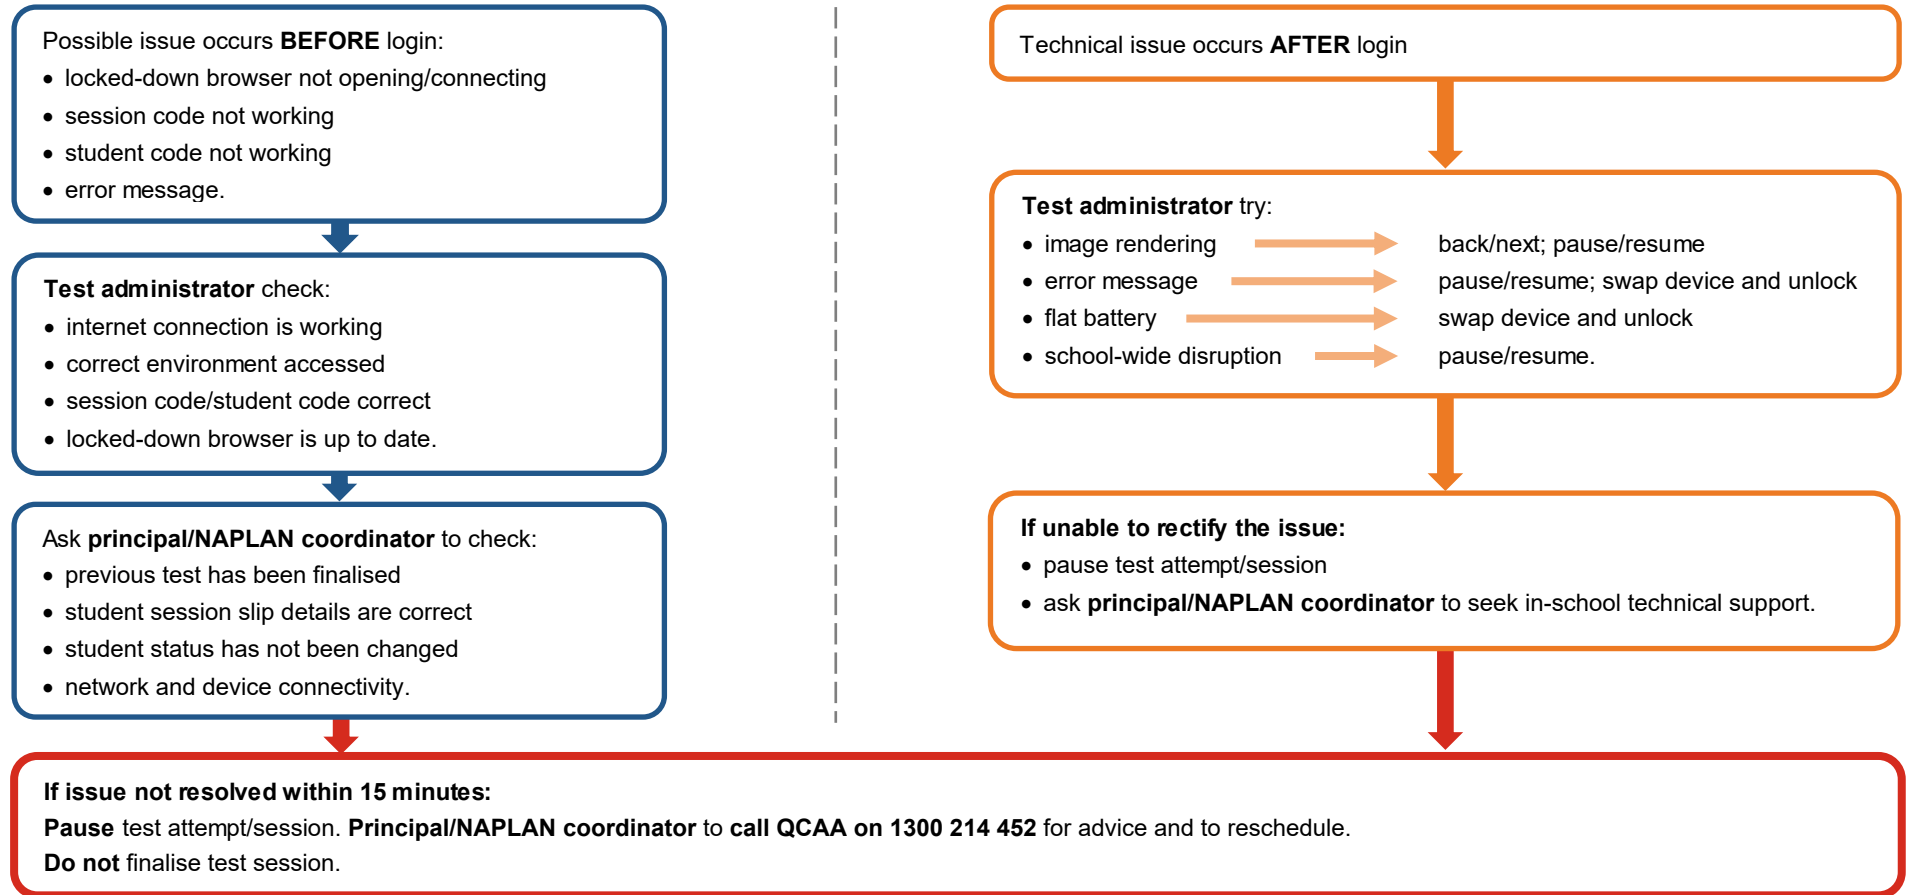 Possible issue occurs BEFORE login:
• locked-down browser not opening/connecting
• session code not working
• student code not working
• error message.
Test administrator check:
• internet connection is working
• correct environment accessed
• session code/student code correct
• locked-down browser is up to date.
Ask principal/NAPLAN coordinator to check:
• previous test has been finalised
• student session slip details are correct
• student status has not been changed
• network and device connectivity.
Technical issue occurs AFTER login
Test administrator try:
• image rendering back/next; pause/resume
• error message pause/resume; swap device and unlock
• flat battery swap device and unlock
• school-wide disruption pause/resume.
If unable to rectify the issue:
• pause test attempt/session
• ask principal/NAPLAN coordinator to seek in-school technical support.
If issue not resolved within 15 minutes:
Pause test attempt/session. Principal/NAPLAN coordinator to call QCAA on 1300 214 452 for advice and to reschedule.
Do not finalise test session.